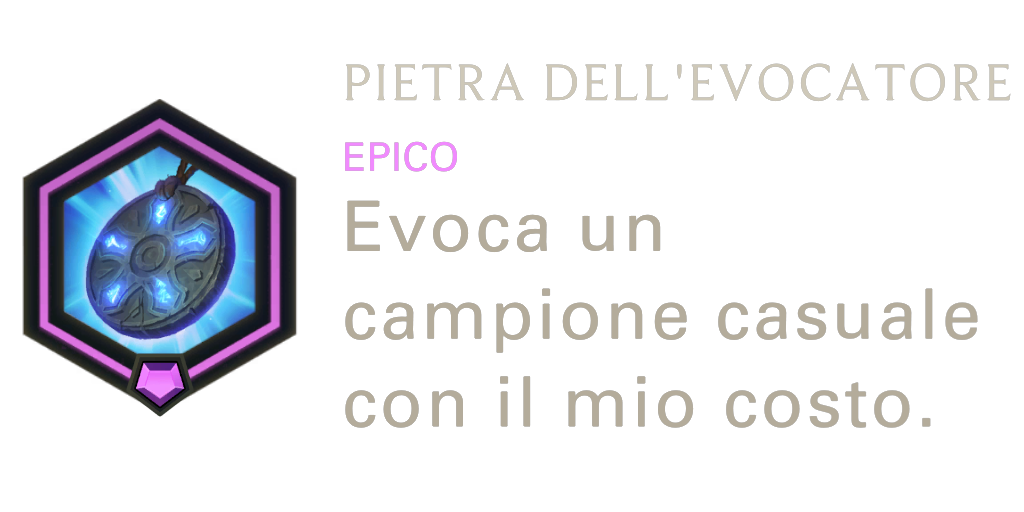 PIETRA DELL'EVOCATORE
EPICO
Evoca un
campione casuale
con il mio costo.